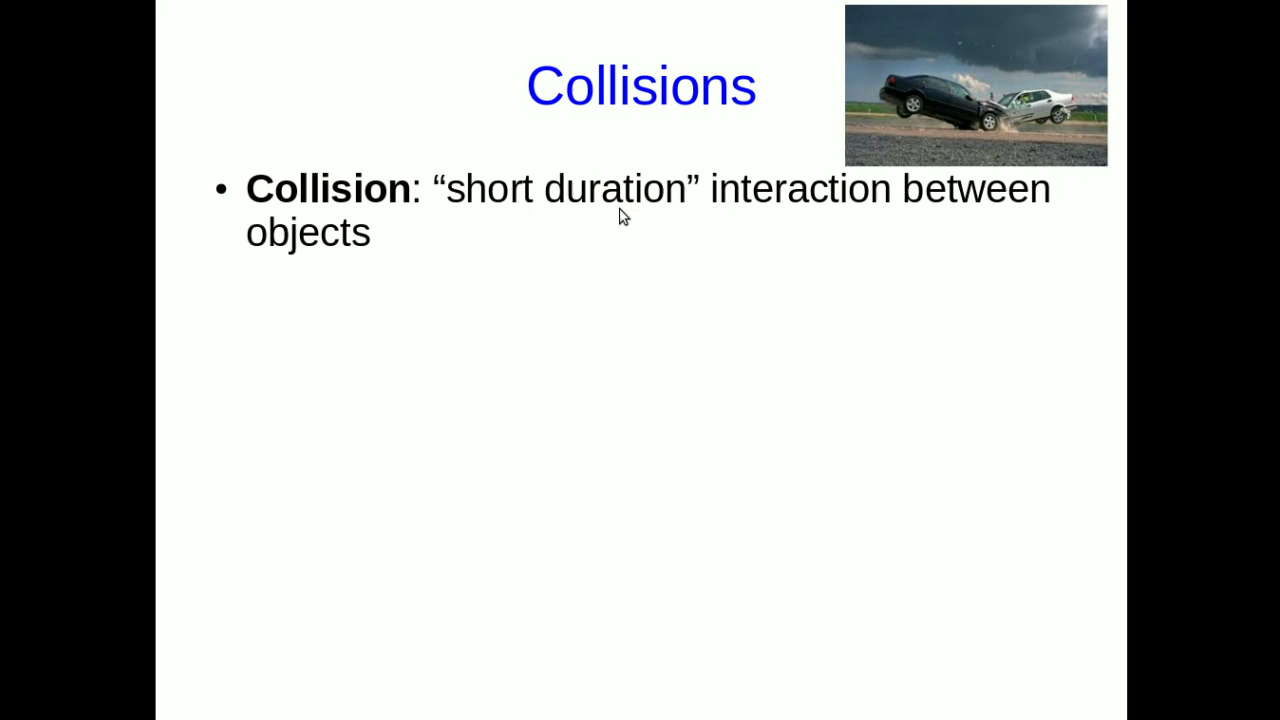 Collisions
• Collision: “short duration” interaction between
objects